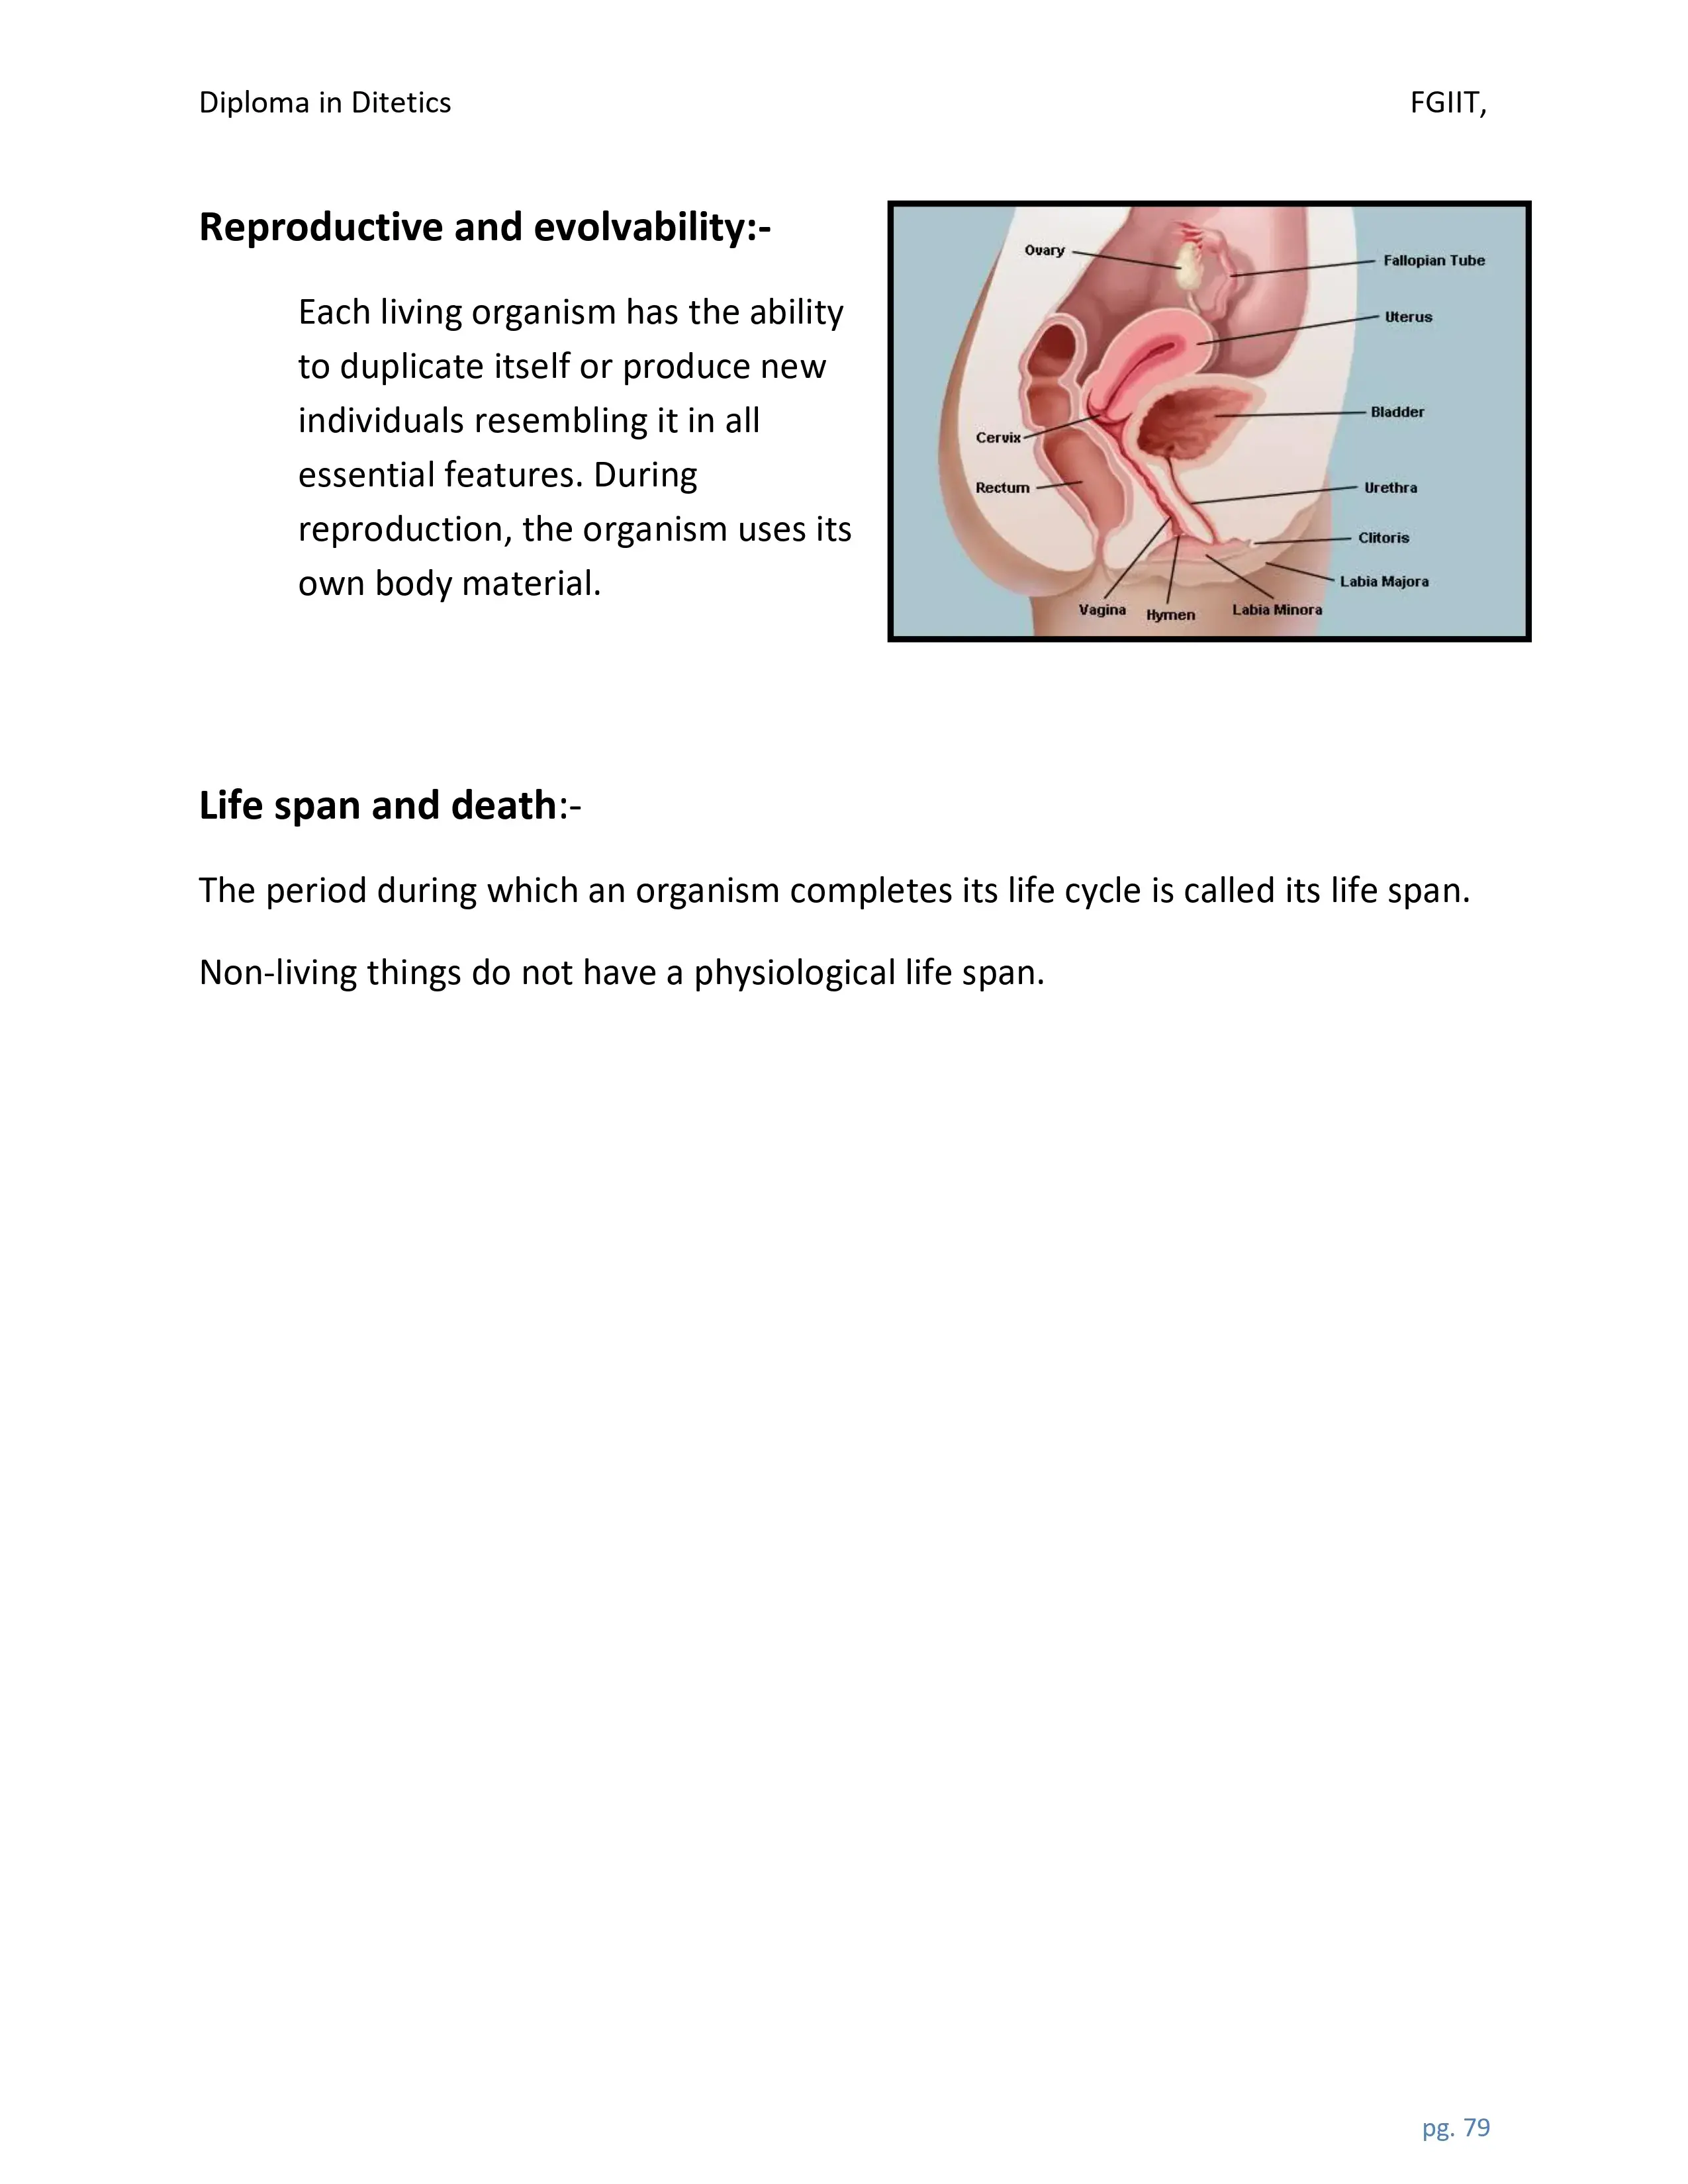 Diploma in Ditetics FGIIT,
Reproductive and evolvability:-
Each living organism has the ability
to duplicate itself or produce new
individuals resembling it in all
essential features. During
reproduction, the organism uses its
own body material.
Ovary
Fallopian Tube
Uterus
Bladder
Cervix
Rectum
Urethra
Clitoris
Labia Majora
Vagina Hymen Labia Minora
Life span and death:-
The period during which an organism completes its life cycle is called its life span.
Non-living things do not have a physiological life span.
pg. 79